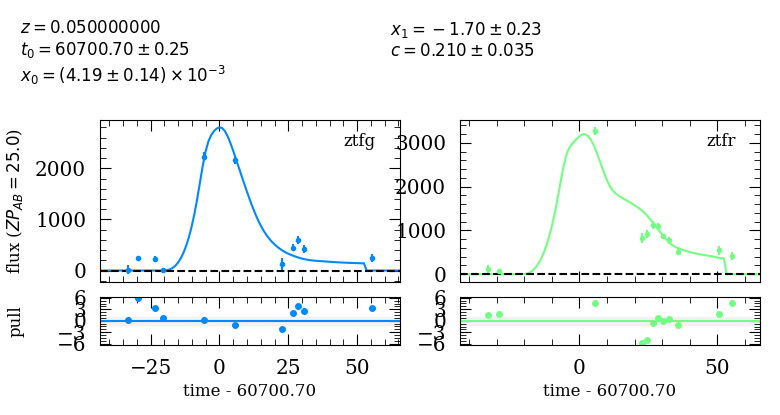 z = 0.050000000
t₀ = 60700.70 ± 0.25
x₀ = (4.19 ± 0.14) × 10⁻³
x₁ = −1.70 ± 0.23
c = 0.210 ± 0.035
flux (ZP_AB = 25.0)
2000
1000
0
ztfg
3000
2000
1000
0
ztfr
pull
6
3
0
−3
−6
−25
0
25
50
time - 60700.70
6
3
0
−3
−6
0
50
time - 60700.70